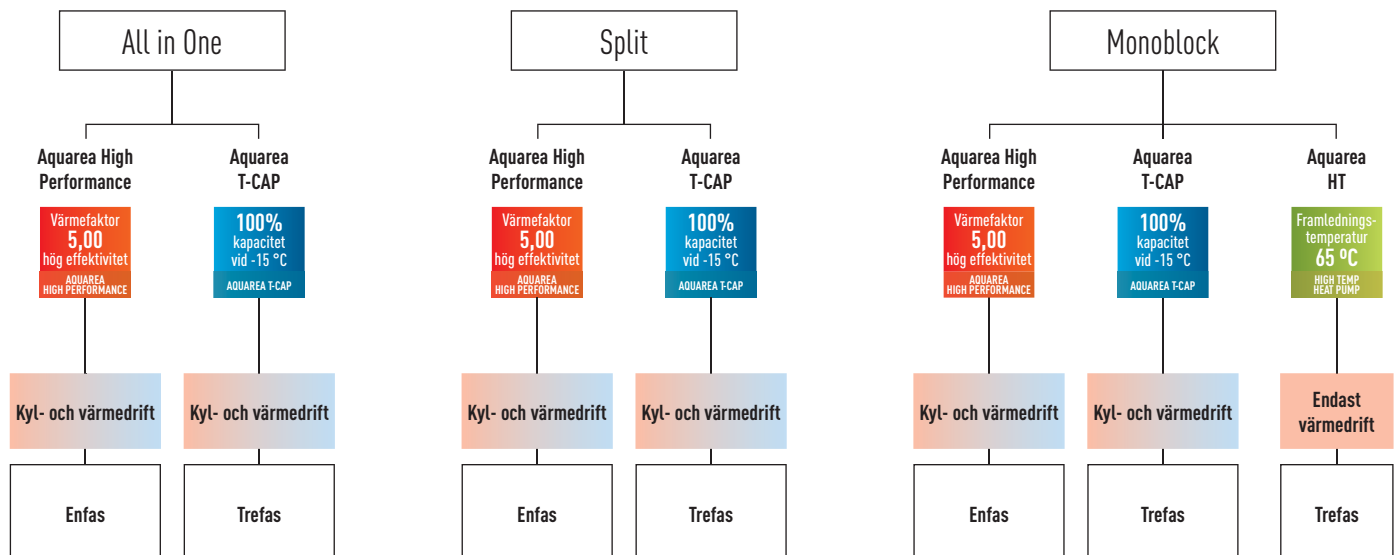 All in One
Split
Monoblock
Aquarea High
Performance
Aquarea
T-CAP
Aquarea High
Performance
Aquarea
T-CAP
Aquarea High
Performance
Aquarea
T-CAP
Aquarea
HT
Värmefaktor
5,00
hög effektivitet
AQUAREA
HIGH PERFORMANCE
100%
kapacitet
vid -15 °C
AQUAREA T-CAP
Värmefaktor
5,00
hög effektivitet
AQUAREA
HIGH PERFORMANCE
100%
kapacitet
vid -15 °C
AQUAREA T-CAP
Värmefaktor
5,00
hög effektivitet
AQUAREA
HIGH PERFORMANCE
100%
kapacitet
vid -15 °C
AQUAREA T-CAP
Framlednings-
temperatur
65 ºC
HIGH TEMP
HEAT PUMP
Kyl- och värmedrift
Kyl- och värmedrift
Kyl- och värmedrift
Kyl- och värmedrift
Kyl- och värmedrift
Kyl- och värmedrift
Endast
värmedrift
Enfas
Trefas
Enfas
Trefas
Enfas
Trefas
Trefas